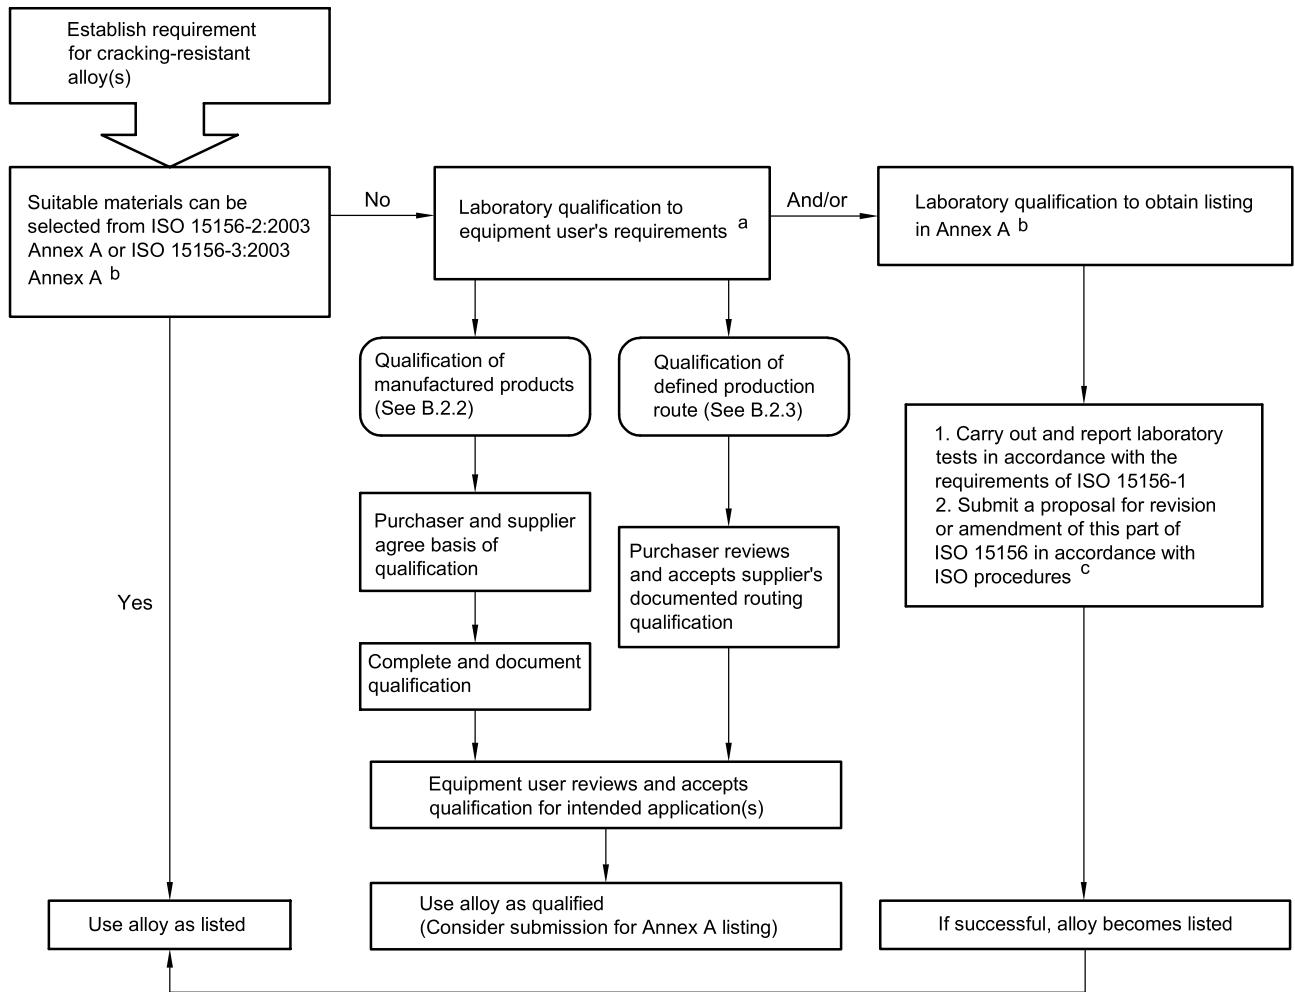 Establish requirement
for cracking-resistant
alloy(s)
Suitable materials can be
selected from ISO 15156-2:2003
Annex A or ISO 15156-3:2003
Annex A b
No
Laboratory qualification to
equipment user's requirements a
And/or
Laboratory qualification to obtain listing
in Annex A b
Qualification of
manufactured products
(See B.2.2)
Qualification of
defined production
route (See B.2.3)
1. Carry out and report laboratory
tests in accordance with the
requirements of ISO 15156-1
2. Submit a proposal for revision
or amendment of this part of
ISO 15156 in accordance with
ISO procedures c
Purchaser and supplier
agree basis of
qualification
Purchaser reviews
and accepts supplier's
documented routing
qualification
Yes
Complete and document
qualification
Equipment user reviews and accepts
qualification for intended application(s)
Use alloy as listed
Use alloy as qualified
(Consider submission for Annex A listing)
If successful, alloy becomes listed